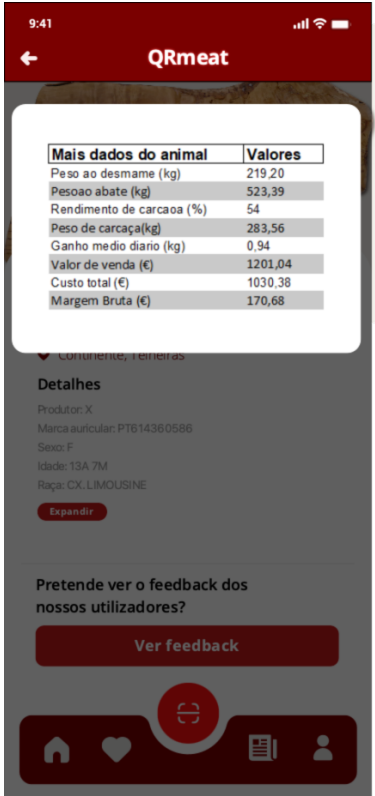 9:41
QRmeat
Mais dados do animal Valores
Peso ao desmame (kg) 219,20
Pesoao abate (kg) 523,39
Rendimento de carcaoa (%) 54
Peso de carcaça(kg) 283,56
Ganho medio diario (kg) 0,94
Valor de venda (€) 1201,04
Custo total (€) 1030,38
Margem Bruta (€) 170,68
Continente, Telheiras
Detalhes
Produtor: X
Marca auricular: PT614360586
Sexo: F
Idade: 13A 7M
Raça: CX. LIMOUSINE
Expandir
Pretende ver o feedback dos
nossos utilizadores?
Ver feedback